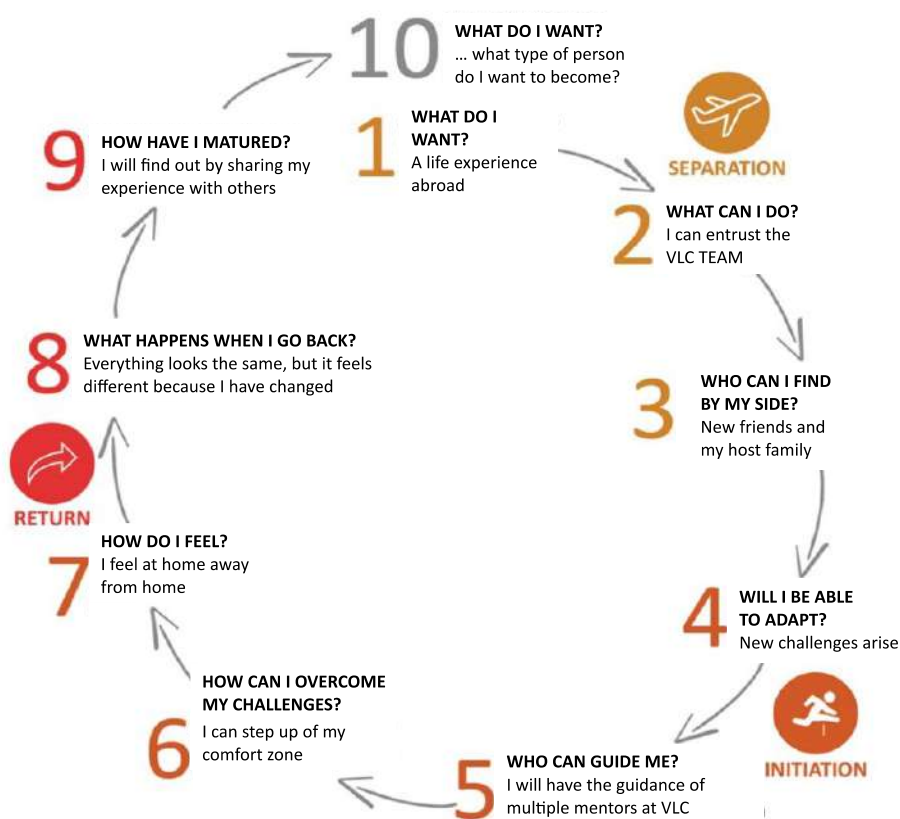 10
WHAT DO I WANT?
... what type of person
do I want to become?
1
WHAT DO I
WANT?
A life experience
abroad
SEPARATION
2
WHAT CAN I DO?
I can entrust the
VLC TEAM
3
WHO CAN I FIND
BY MY SIDE?
New friends and
my host family
4
WILL I BE ABLE
TO ADAPT?
New challenges arise
INITIATION
5
WHO CAN GUIDE ME?
I will have the guidance of
multiple mentors at VLC
6
HOW CAN I OVERCOME
MY CHALLENGES?
I can step up of my
comfort zone
7
HOW DO I FEEL?
I feel at home away
from home
RETURN
8
WHAT HAPPENS WHEN I GO BACK?
Everything looks the same, but it feels
different because I have changed
9
HOW HAVE I MATURED?
I will find out by sharing my
experience with others